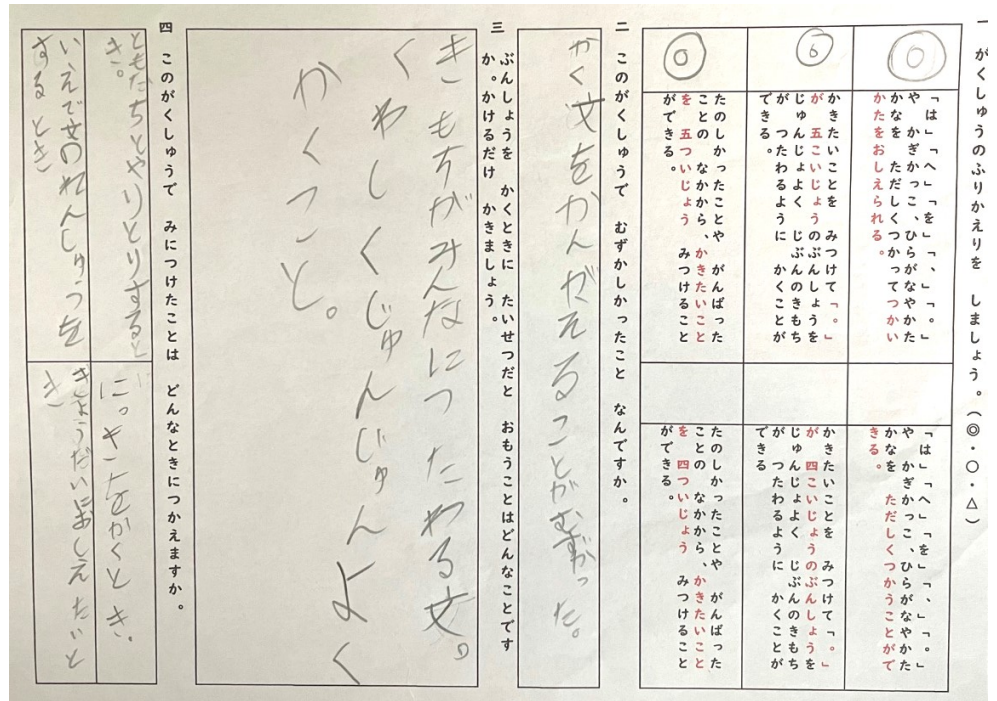 一 がくしゅうのふりかえりを しましょう。(◎・○・△)
「は」「へ」「を」「、」「。」
や かぎかっこ、ひらがなやかた
かなを ただしくつかってつかい
かたをおしえられる。
かきたいことを みつけて「。」
が 五こいじょうのぶんしょうを
じゅんじょよく じぶんのきもち
が つたわるように かくことが
できる。
たのしかったことや がんばった
ことの なかから、かきたいこと
を 五ついじょう みつけること
ができる。
「は」「へ」「を」「、」「。」
や かぎかっこ、ひらがなやかた
かなを ただしくつかうことがで
きる。
かきたいことを みつけて「。」
が 四こいじょうのぶんしょうを
じゅんじょよく じぶんのきもち
が つたわるように かくことが
できる
たのしかったことや がんばった
ことの なかから、かきたいこと
を 四ついじょう みつけること
ができる。
二 このがくしゅうで むずかしかったこと なんですか。
かく文をかんがえることがむずかった。
三 ぶんしょうを かくときに たいせつだと おもうことはどんなことです
か。かけるだけ かきましょう。
きもちがみんなにつたわる文。
くわしくじゅんじゅんよく
かくこと。
四 このがくしゅうで みにつけたことは どんなときにつかえますか。
ともだちとやりとりすると
き。
いえで文のれんしゅうを
するとき
にっきをかくとき.
きょうだいにおしえたいと
き